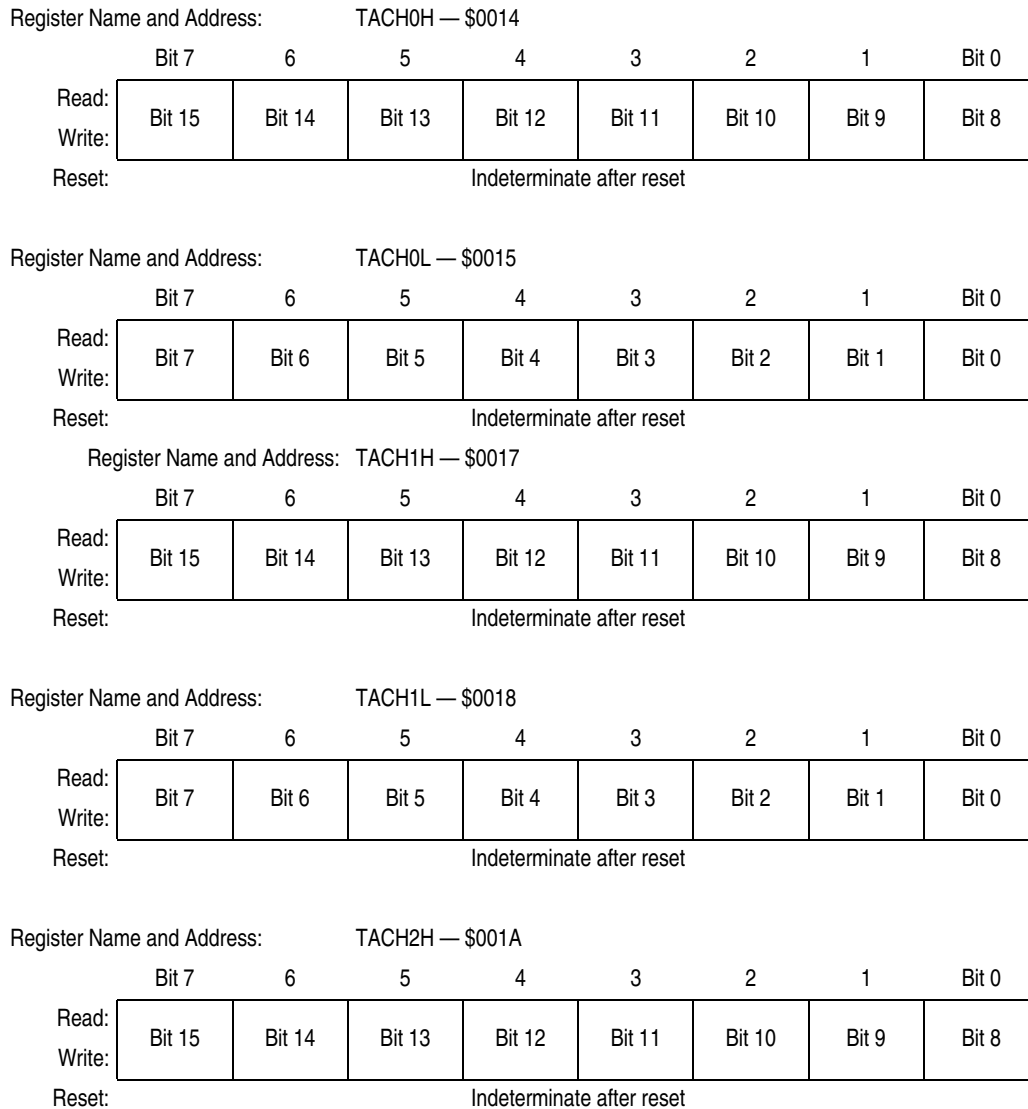 Register Name and Address: TACH0H — $0014
Bit 7 6 5 4 3 2 1 Bit 0
Read:
Bit 15 Bit 14 Bit 13 Bit 12 Bit 11 Bit 10 Bit 9 Bit 8
Write:
Reset: Indeterminate after reset
Register Name and Address: TACH0L — $0015
Bit 7 6 5 4 3 2 1 Bit 0
Read:
Bit 7 Bit 6 Bit 5 Bit 4 Bit 3 Bit 2 Bit 1 Bit 0
Write:
Reset: Indeterminate after reset
Register Name and Address: TACH1H — $0017
Bit 7 6 5 4 3 2 1 Bit 0
Read:
Bit 15 Bit 14 Bit 13 Bit 12 Bit 11 Bit 10 Bit 9 Bit 8
Write:
Reset: Indeterminate after reset
Register Name and Address: TACH1L — $0018
Bit 7 6 5 4 3 2 1 Bit 0
Read:
Bit 7 Bit 6 Bit 5 Bit 4 Bit 3 Bit 2 Bit 1 Bit 0
Write:
Reset: Indeterminate after reset
Register Name and Address: TACH2H — $001A
Bit 7 6 5 4 3 2 1 Bit 0
Read:
Bit 15 Bit 14 Bit 13 Bit 12 Bit 11 Bit 10 Bit 9 Bit 8
Write:
Reset: Indeterminate after reset